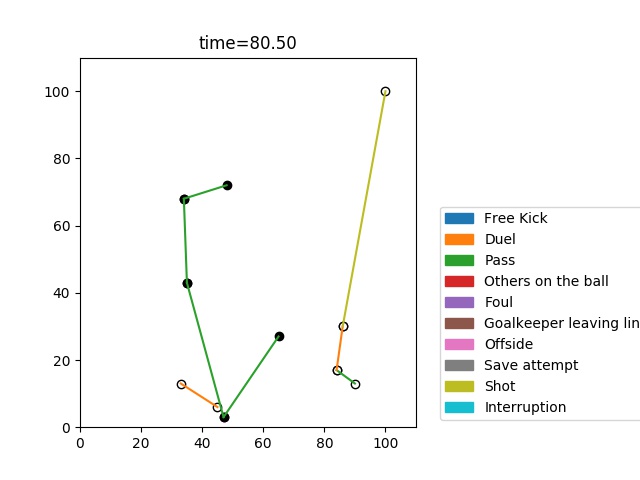 time=80.50
100
80
60
40
20
0
0 20 40 60 80 100
Free Kick
Duel
Pass
Others on the ball
Foul
Goalkeeper leaving lin
Offside
Save attempt
Shot
Interruption